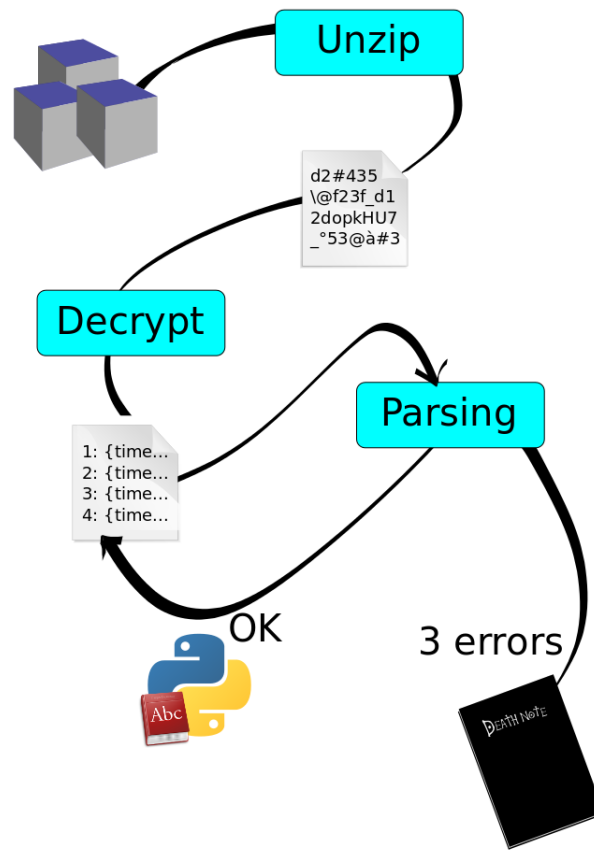 Unzip
d2#435
\@f23f_d1
2dopkHU7
_°53@à#3
Decrypt
Parsing
1: {time...
2: {time...
3: {time...
4: {time...
OK
3 errors
Abc
DEATH NOTE